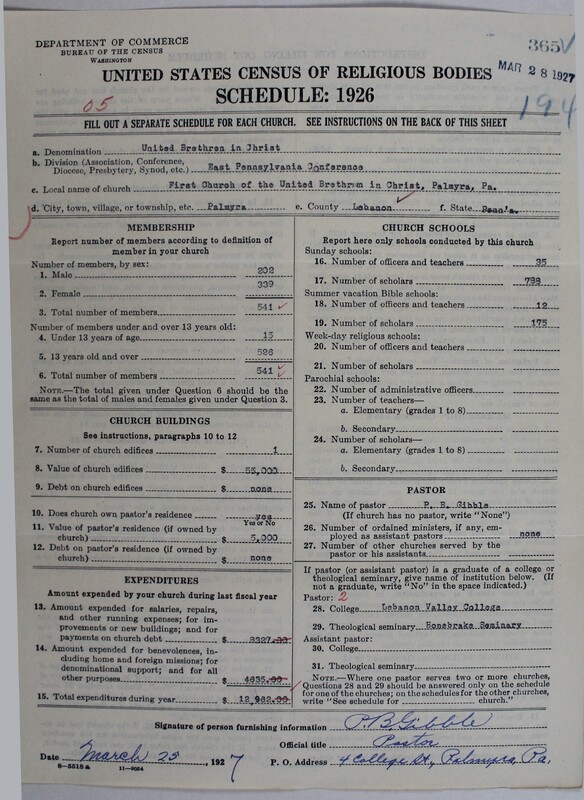 DEPARTMENT OF COMMERCE
BUREAU OF THE CENSUS
WASHINGTON
365V
MAR 28 1927
194
UNITED STATES CENSUS OF RELIGIOUS BODIES
SCHEDULE: 1926
05
FILL OUT A SEPARATE SCHEDULE FOR EACH CHURCH. SEE INSTRUCTIONS ON THE BACK OF THIS SHEET
a. Denomination United Brethren in Christ
b. Division (Association, Conference,
Diocese, Presbytery, Synod, etc.) East Pennsylvania Conference
c. Local name of church First Church of the United Brethren in Christ, Palmyra, Pa.
d. City, town, village, or township, etc. Palmyra e. County Lebanon f. State Penn'a.
MEMBERSHIP
Report number of members according to definition of
member in your church
Number of members, by sex:
1. Male 202
2. Female 339
3. Total number of members 541
Number of members under and over 13 years old:
4. Under 13 years of age 15
5. 13 years old and over 526
6. Total number of members 541
NOTE.—The total given under Question 6 should be
same as the total of males and females given under Question 3.
CHURCH BUILDINGS
See instructions, paragraphs 10 to 12
7. Number of church edifices 1
8. Value of church edifices $ 55,000
9. Debt on church edifices $ none
10. Does church own pastor's residence? yes
Yes or No
11. Value of pastor's residence (if owned by
church) $ 5,000
12. Debt on pastor's residence (if owned by
church) $ none
EXPENDITURES
Amount expended by your church during last fiscal year
13. Amount expended for salaries, repairs,
and other running expenses; for im-
provements or new buildings; and for
payments on church debt $ 8327.00
14. Amount expended for benevolences, in-
cluding home and foreign missions; for
denominational support; and for all
other purposes $ 4635.00
15. Total expenditures during year $ 12,962.00
CHURCH SCHOOLS
Report here only schools conducted by this church
Sunday schools:
16. Number of officers and teachers 35
17. Number of scholars
Summer vacation Bible schools:
18. Number of officers and teachers 12
19. Number of scholars 175
Week-day religious schools:
20. Number of officers and teachers
21. Number of scholars
Parochial schools:
22. Number of administrative officers
23. Number of teachers—
a. Elementary (grades 1 to 8)
b. Secondary
24. Number of scholars—
a. Elementary (grades 1 to 8)
b. Secondary
PASTOR
25. Name of pastor P. B. Gibble
(If church has no pastor, write "None")
26. Number of ordained ministers, if any, em-
ployed as assistant pastors none
27. Number of other churches served by the
pastor or his assistants
If pastor (or assistant pastor) is a graduate of a college or
theological seminary, give name of institution below. (If
not a graduate, write "No" in the space indicated.)
Pastor: 2
28. College Lebanon Valley College
29. Theological seminary Bonebrake Seminary
Assistant pastor:
30. College
31. Theological seminary
NOTE.—Where one pastor serves two or more churches,
Questions 28 and 29 should be answered only on the schedule
for one of the churches; on the schedules for the other churches,
write "See schedule for church."
Signature of person furnishing information P. B. Gibble
Official title Pastor
Date March 25, 1927 P. O. Address 4 College St., Palmyra, Pa.
8—5518a 11—9034